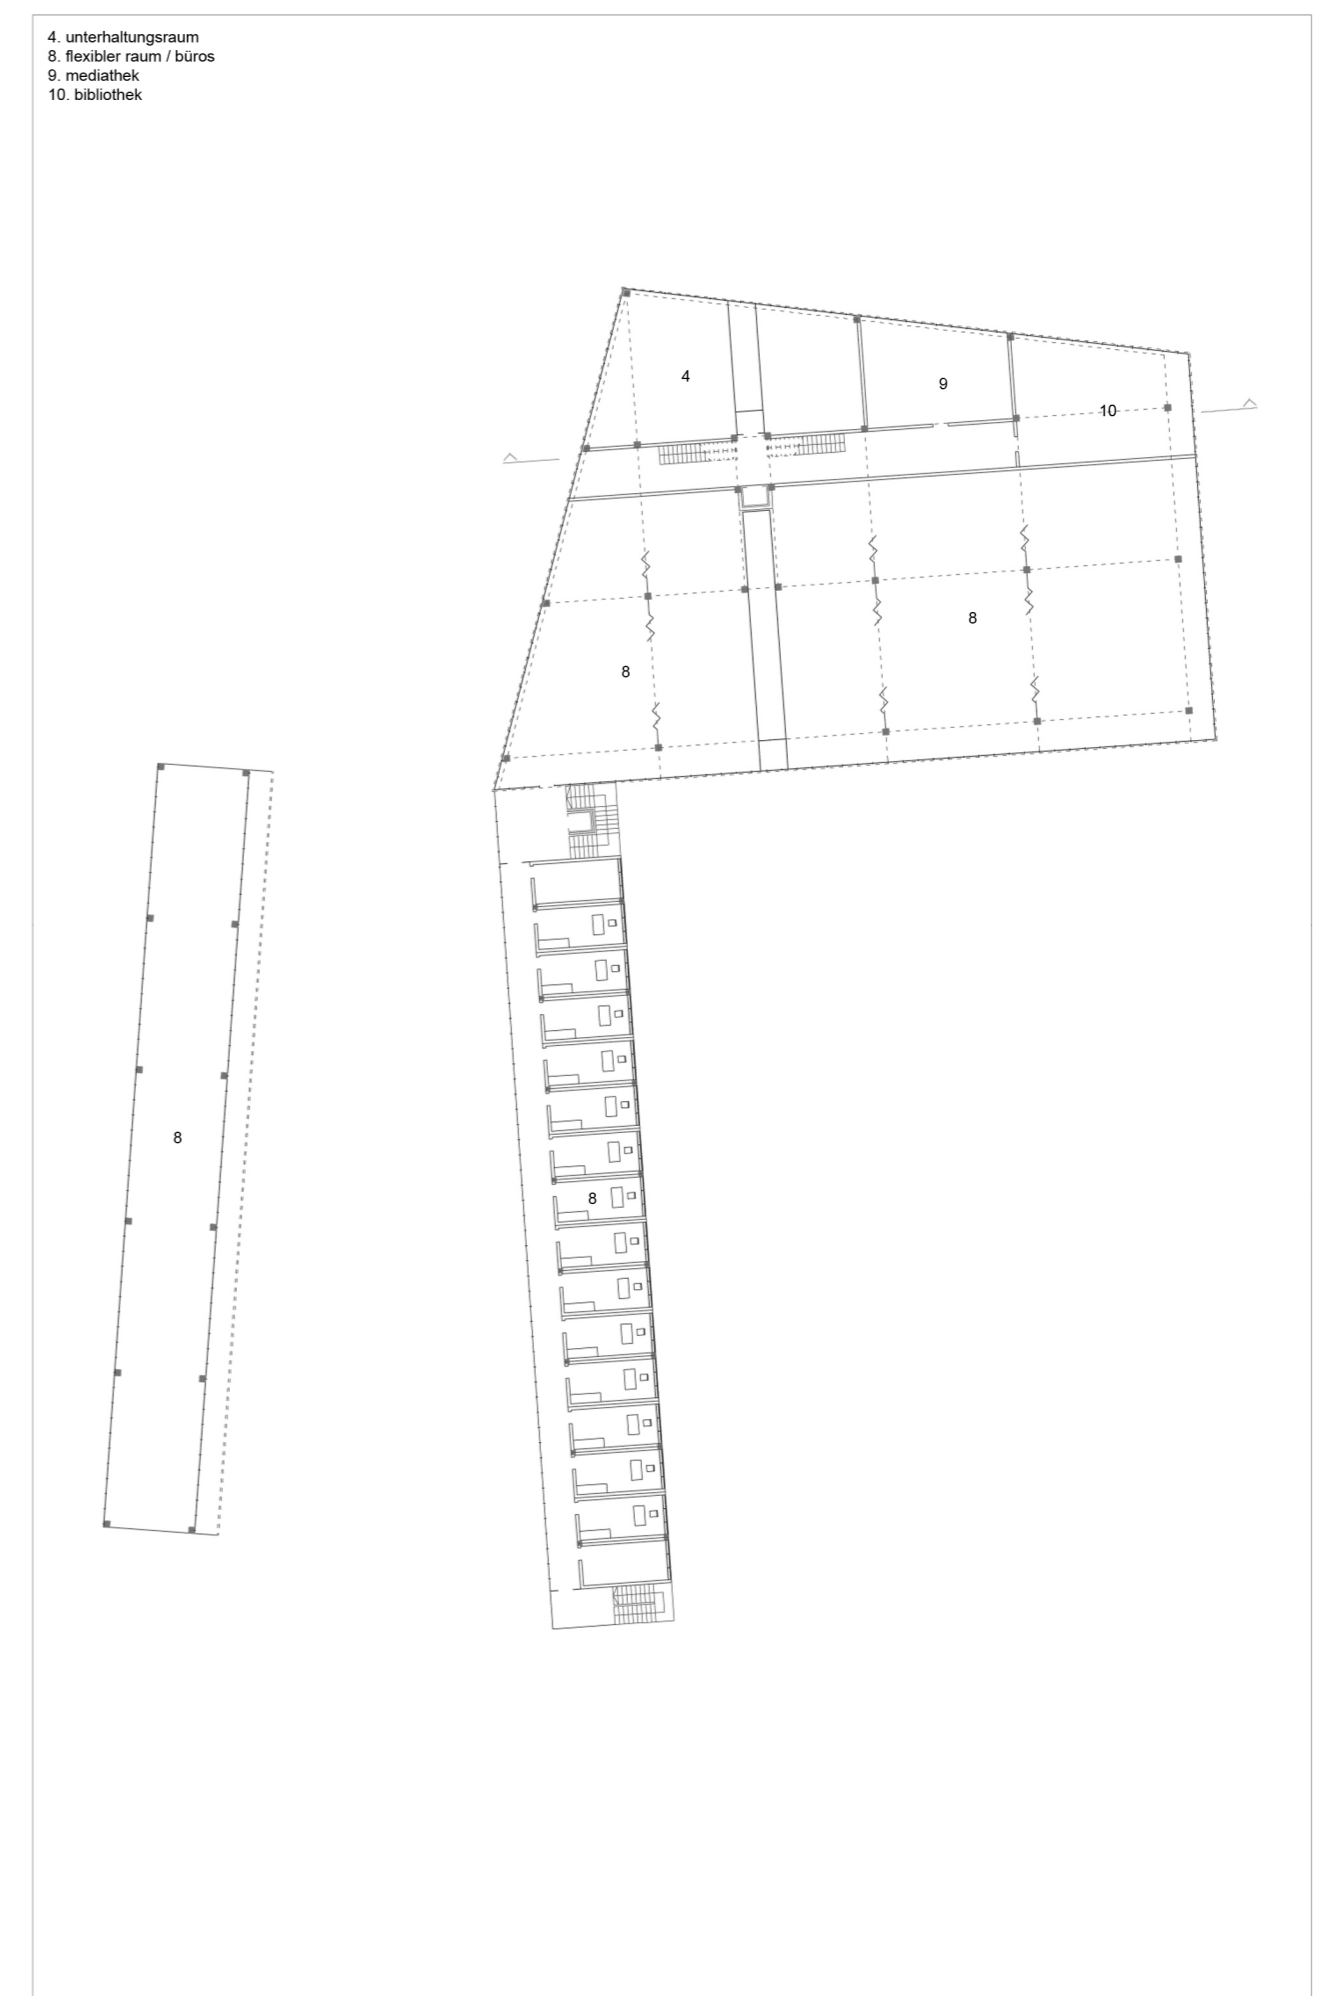 4. unterhaltungsraum
8. flexibler raum / büros
9. mediathek
10. bibliothek
4
9
10
8
8
8
8